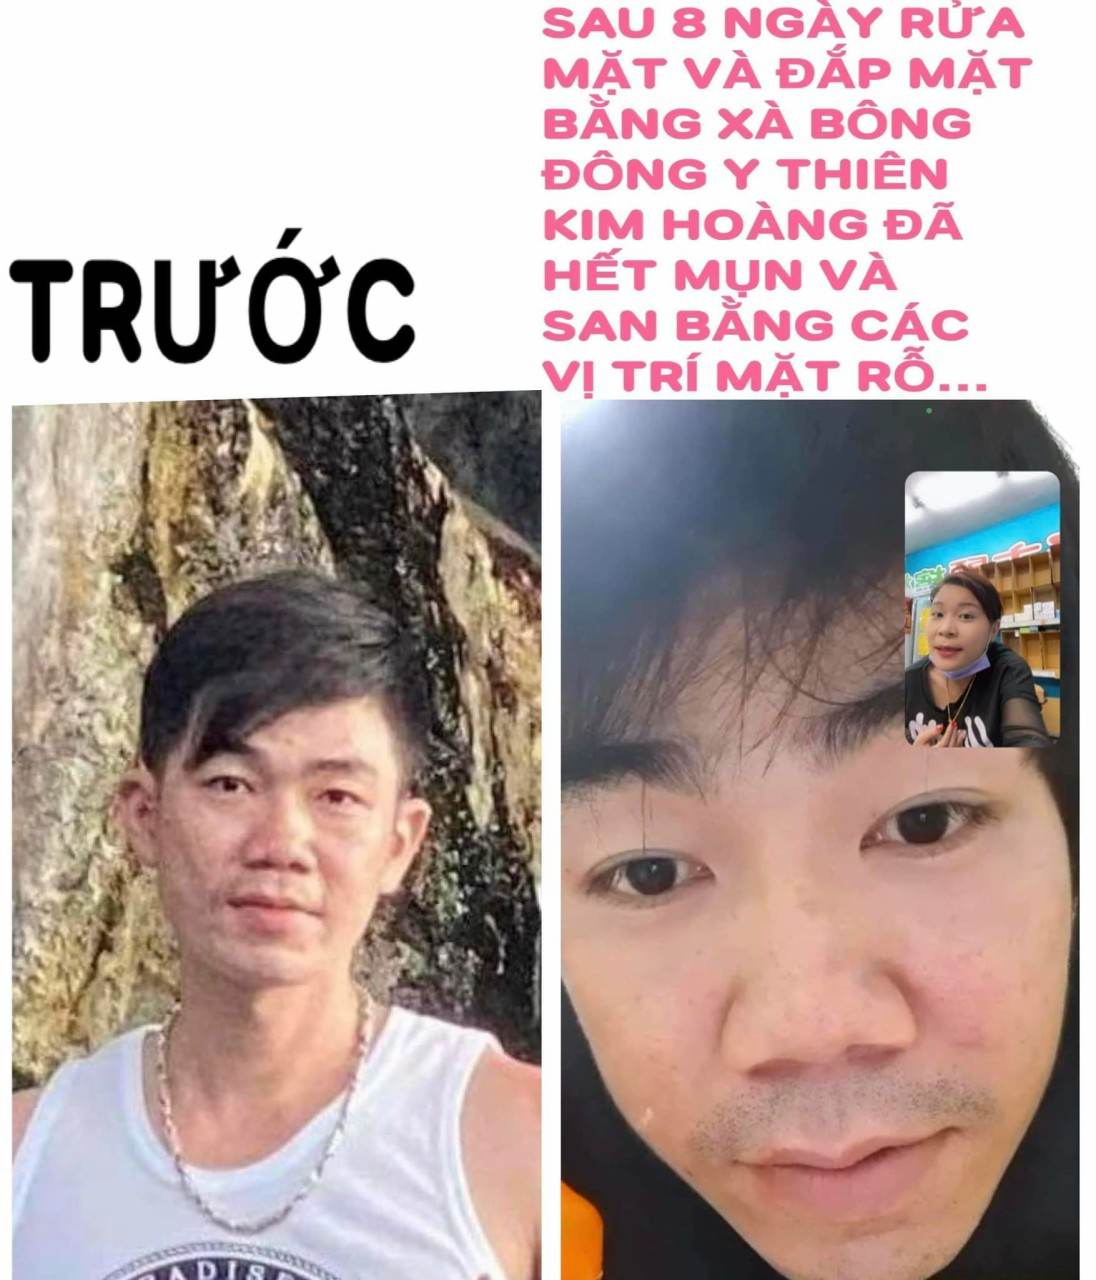 TRƯỚC
SAU 8 NGÀY RỬA
MẶT VÀ ĐẮP MẶT
BẰNG XÀ BÔNG
ĐÔNG Y THIÊN
KIM HOÀNG ĐÃ
HẾT MỤN VÀ
SAN BẰNG CÁC
VỊ TRÍ MẶT RỖ...